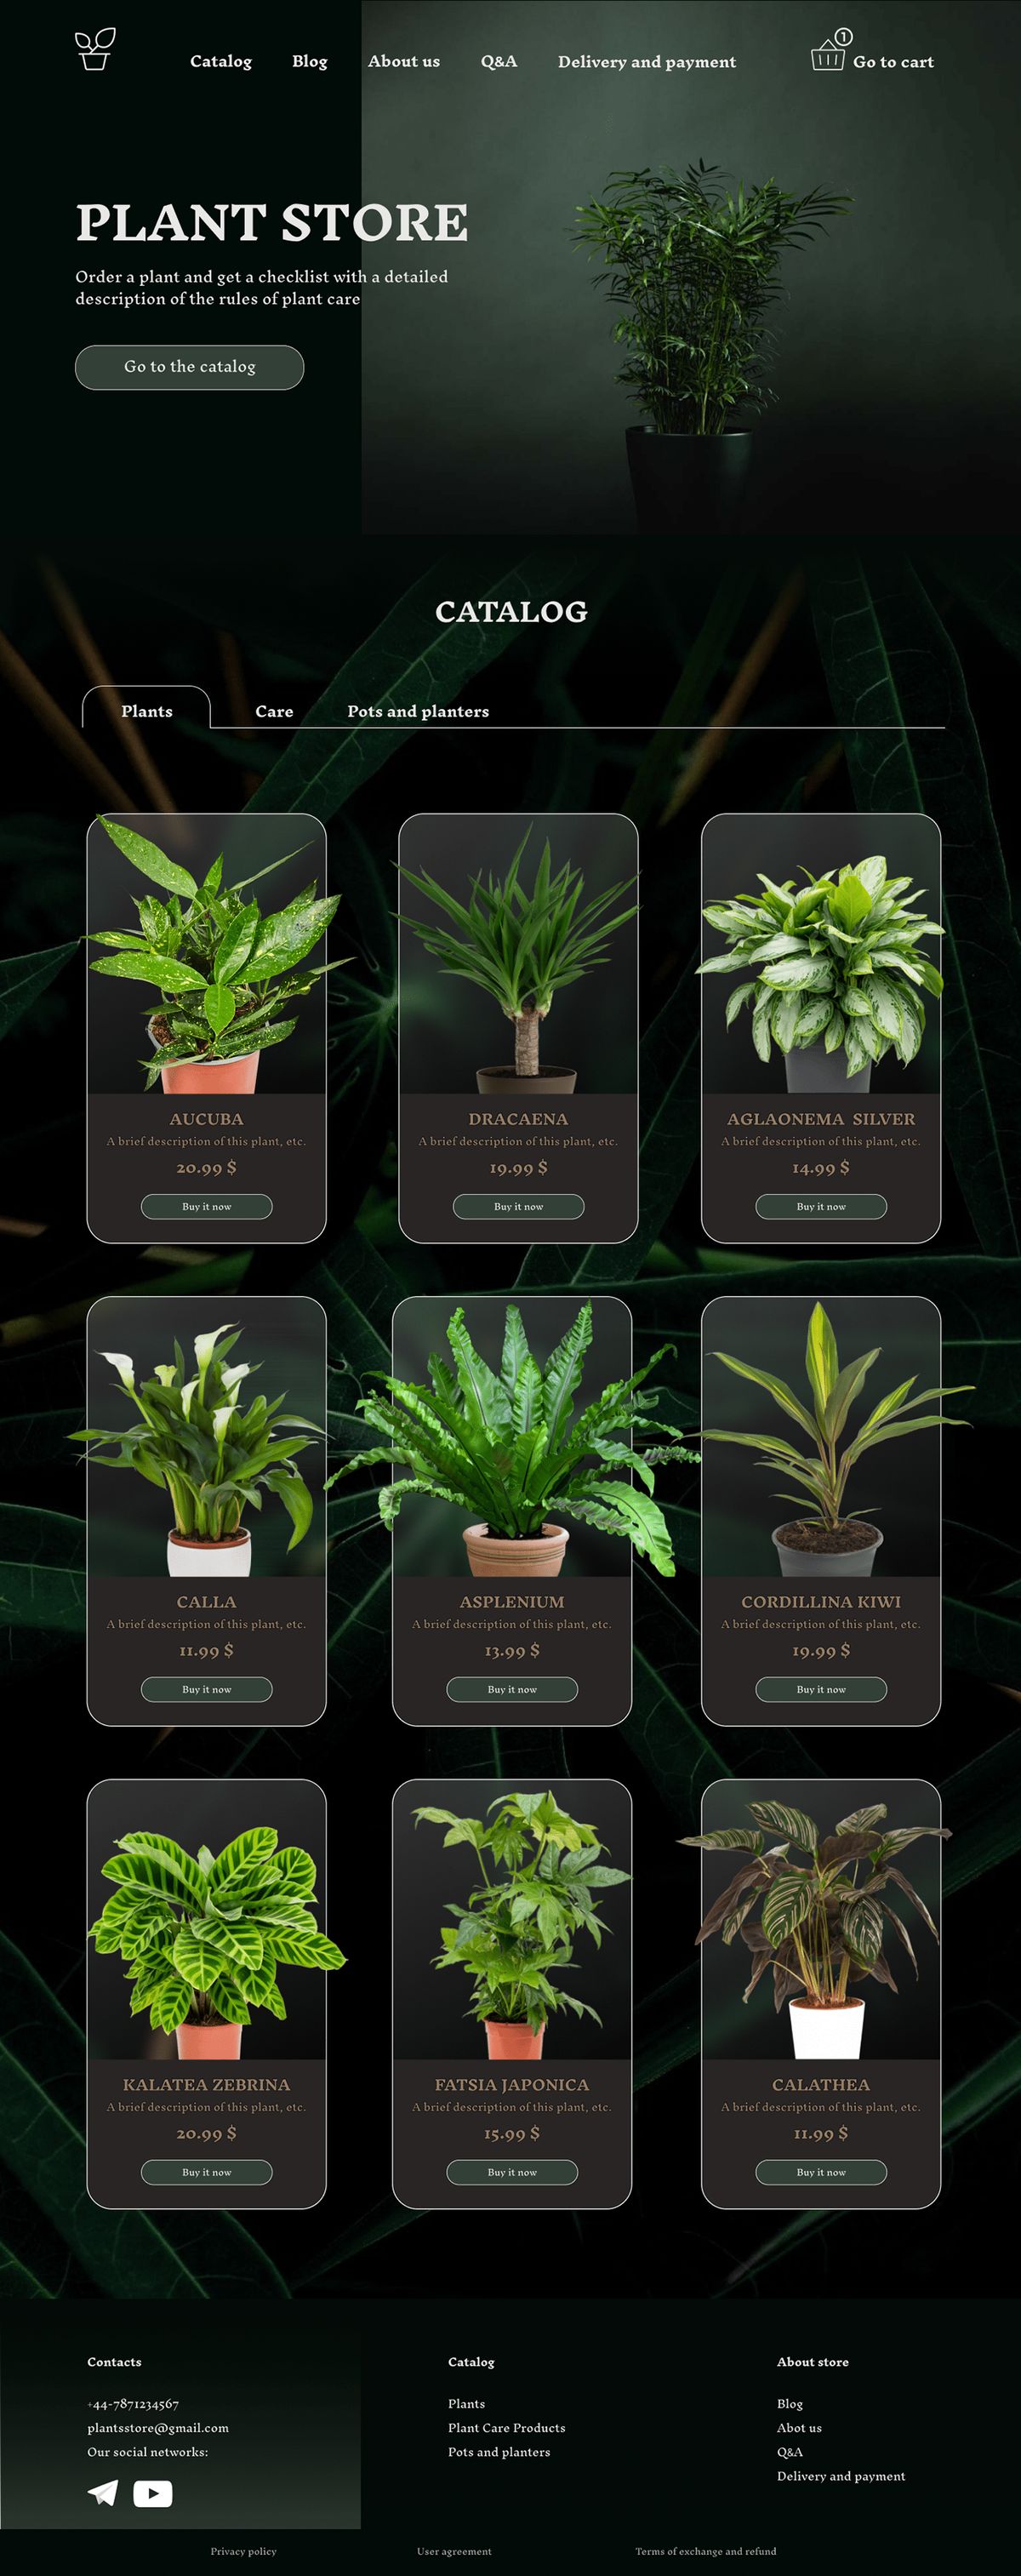 Catalog Blog About us Q&A Delivery and payment 1 Go to cart
PLANT STORE
Order a plant and get a checklist with a detailed
description of the rules of plant care
Go to the catalog
CATALOG
Plants Care Pots and planters
AUCUBA
A brief description of this plant, etc.
20.99 $
Buy it now
DRACAENA
A brief description of this plant, etc.
19.99 $
Buy it now
AGLAONEMA SILVER
A brief description of this plant, etc.
14.99 $
Buy it now
CALLA
A brief description of this plant, etc.
11.99 $
Buy it now
ASPLENIUM
A brief description of this plant, etc.
13.99 $
Buy it now
CORDILLINA KIWI
A brief description of this plant, etc.
19.99 $
Buy it now
KALATEA ZEBRINA
A brief description of this plant, etc.
20.99 $
Buy it now
FATSIA JAPONICA
A brief description of this plant, etc.
15.99 $
Buy it now
CALATHEA
A brief description of this plant, etc.
11.99 $
Buy it now
Contacts
+44-7871234567
plantsstore@gmail.com
Our social networks:
Catalog
Plants
Plant Care Products
Pots and planters
About store
Blog
Abot us
Q&A
Delivery and payment
Privacy policy User agreement Terms of exchange and refund